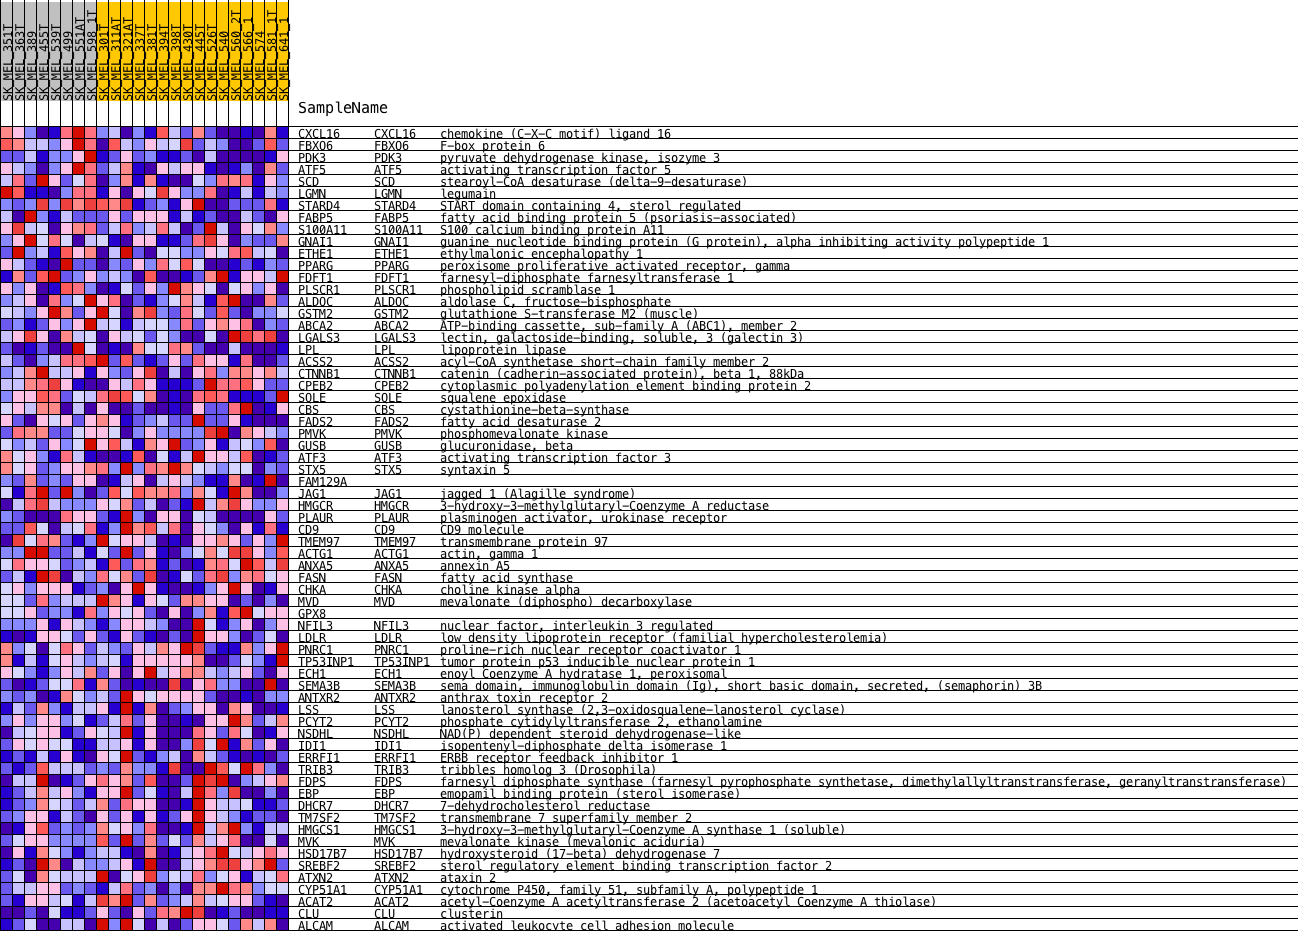 SK_MEL_351T
SK_MEL_363T
SK_MEL_389
SK_MEL_455T
SK_MEL_539T
SK_MEL_499
SK_MEL_551AT
SK_MEL_598_1T
SK_MEL_301T
SK_MEL_311AT
SK_MEL_321AT
SK_MEL_337T
SK_MEL_381T
SK_MEL_394T
SK_MEL_398T
SK_MEL_430T
SK_MEL_445T
SK_MEL_526T
SK_MEL_540
SK_MEL_560_2T
SK_MEL_566_1
SK_MEL_574
SK_MEL_581_1T
SK_MEL_641_1
SampleName
CXCL16 CXCL16 chemokine (C-X-C motif) ligand 16
FBXO6 FBXO6 F-box protein 6
PDK3 PDK3 pyruvate dehydrogenase kinase, isozyme 3
ATF5 ATF5 activating transcription factor 5
SCD SCD stearoyl-CoA desaturase (delta-9-desaturase)
LGMN LGMN legumain
STARD4 STARD4 START domain containing 4, sterol regulated
FABP5 FABP5 fatty acid binding protein 5 (psoriasis-associated)
S100A11 S100A11 S100 calcium binding protein A11
GNAI1 GNAI1 guanine nucleotide binding protein (G protein), alpha inhibiting activity polypeptide 1
ETHE1 ETHE1 ethylmalonic encephalopathy 1
PPARG PPARG peroxisome proliferative activated receptor, gamma
FDFT1 FDFT1 farnesyl-diphosphate farnesyltransferase 1
PLSCR1 PLSCR1 phospholipid scramblase 1
ALDOC ALDOC aldolase C, fructose-bisphosphate
GSTM2 GSTM2 glutathione S-transferase M2 (muscle)
ABCA2 ABCA2 ATP-binding cassette, sub-family A (ABC1), member 2
LGALS3 LGALS3 lectin, galactoside-binding, soluble, 3 (galectin 3)
LPL LPL lipoprotein lipase
ACSS2 ACSS2 acyl-CoA synthetase short-chain family member 2
CTNNB1 CTNNB1 catenin (cadherin-associated protein), beta 1, 88kDa
CPEB2 CPEB2 cytoplasmic polyadenylation element binding protein 2
SQLE SQLE squalene epoxidase
CBS CBS cystathionine-beta-synthase
FADS2 FADS2 fatty acid desaturase 2
PMVK PMVK phosphomevalonate kinase
GUSB GUSB glucuronidase, beta
ATF3 ATF3 activating transcription factor 3
STX5 STX5 syntaxin 5
FAM129A
JAG1 JAG1 jagged 1 (Alagille syndrome)
HMGCR HMGCR 3-hydroxy-3-methylglutaryl-Coenzyme A reductase
PLAUR PLAUR plasminogen activator, urokinase receptor
CD9 CD9 CD9 molecule
TMEM97 TMEM97 transmembrane protein 97
ACTG1 ACTG1 actin, gamma 1
ANXA5 ANXA5 annexin A5
FASN FASN fatty acid synthase
CHKA CHKA choline kinase alpha
MVD MVD mevalonate (diphospho) decarboxylase
GPX8
NFIL3 NFIL3 nuclear factor, interleukin 3 regulated
LDLR LDLR low density lipoprotein receptor (familial hypercholesterolemia)
PNRC1 PNRC1 proline-rich nuclear receptor coactivator 1
TP53INP1 TP53INP1 tumor protein p53 inducible nuclear protein 1
ECH1 ECH1 enoyl Coenzyme A hydratase 1, peroxisomal
SEMA3B SEMA3B sema domain, immunoglobulin domain (Ig), short basic domain, secreted, (semaphorin) 3B
ANTXR2 ANTXR2 anthrax toxin receptor 2
LSS LSS lanosterol synthase (2,3-oxidosqualene-lanosterol cyclase)
PCYT2 PCYT2 phosphate cytidylyltransferase 2, ethanolamine
NSDHL NSDHL NAD(P) dependent steroid dehydrogenase-like
IDI1 IDI1 isopentenyl-diphosphate delta isomerase 1
ERRFI1 ERRFI1 ERBB receptor feedback inhibitor 1
TRIB3 TRIB3 tribbles homolog 3 (Drosophila)
FDPS FDPS farnesyl diphosphate synthase (farnesyl pyrophosphate synthetase, dimethylallyltranstransferase, geranyltranstransferase)
EBP EBP emopamil binding protein (sterol isomerase)
DHCR7 DHCR7 7-dehydrocholesterol reductase
TM7SF2 TM7SF2 transmembrane 7 superfamily member 2
HMGCS1 HMGCS1 3-hydroxy-3-methylglutaryl-Coenzyme A synthase 1 (soluble)
MVK MVK mevalonate kinase (mevalonic aciduria)
HSD17B7 HSD17B7 hydroxysteroid (17-beta) dehydrogenase 7
SREBF2 SREBF2 sterol regulatory element binding transcription factor 2
ATXN2 ATXN2 ataxin 2
CYP51A1 CYP51A1 cytochrome P450, family 51, subfamily A, polypeptide 1
ACAT2 ACAT2 acetyl-Coenzyme A acetyltransferase 2 (acetoacetyl Coenzyme A thiolase)
CLU CLU clusterin
ALCAM ALCAM activated leukocyte cell adhesion molecule